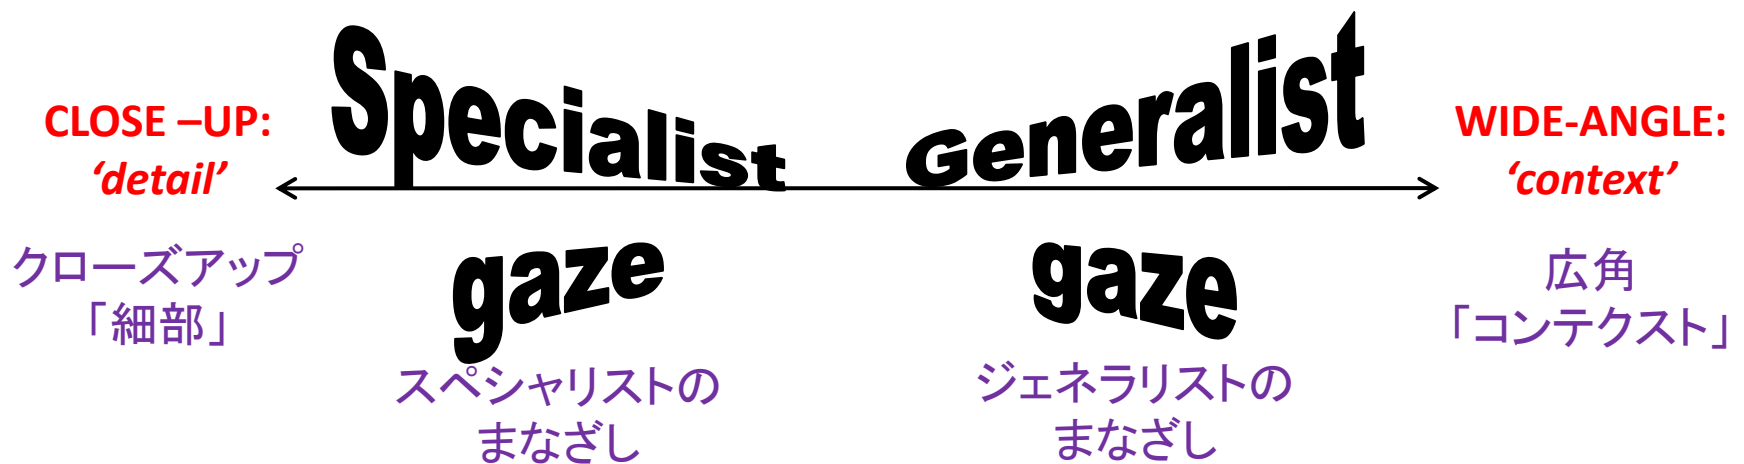 CLOSE –UP:
‘detail’
クローズアップ
「細部」
Specialist
gaze
スペシャリストの
まなざし
Generalist
gaze
ジェネラリストの
まなざし
WIDE-ANGLE:
‘context’
広角
「コンテクスト」